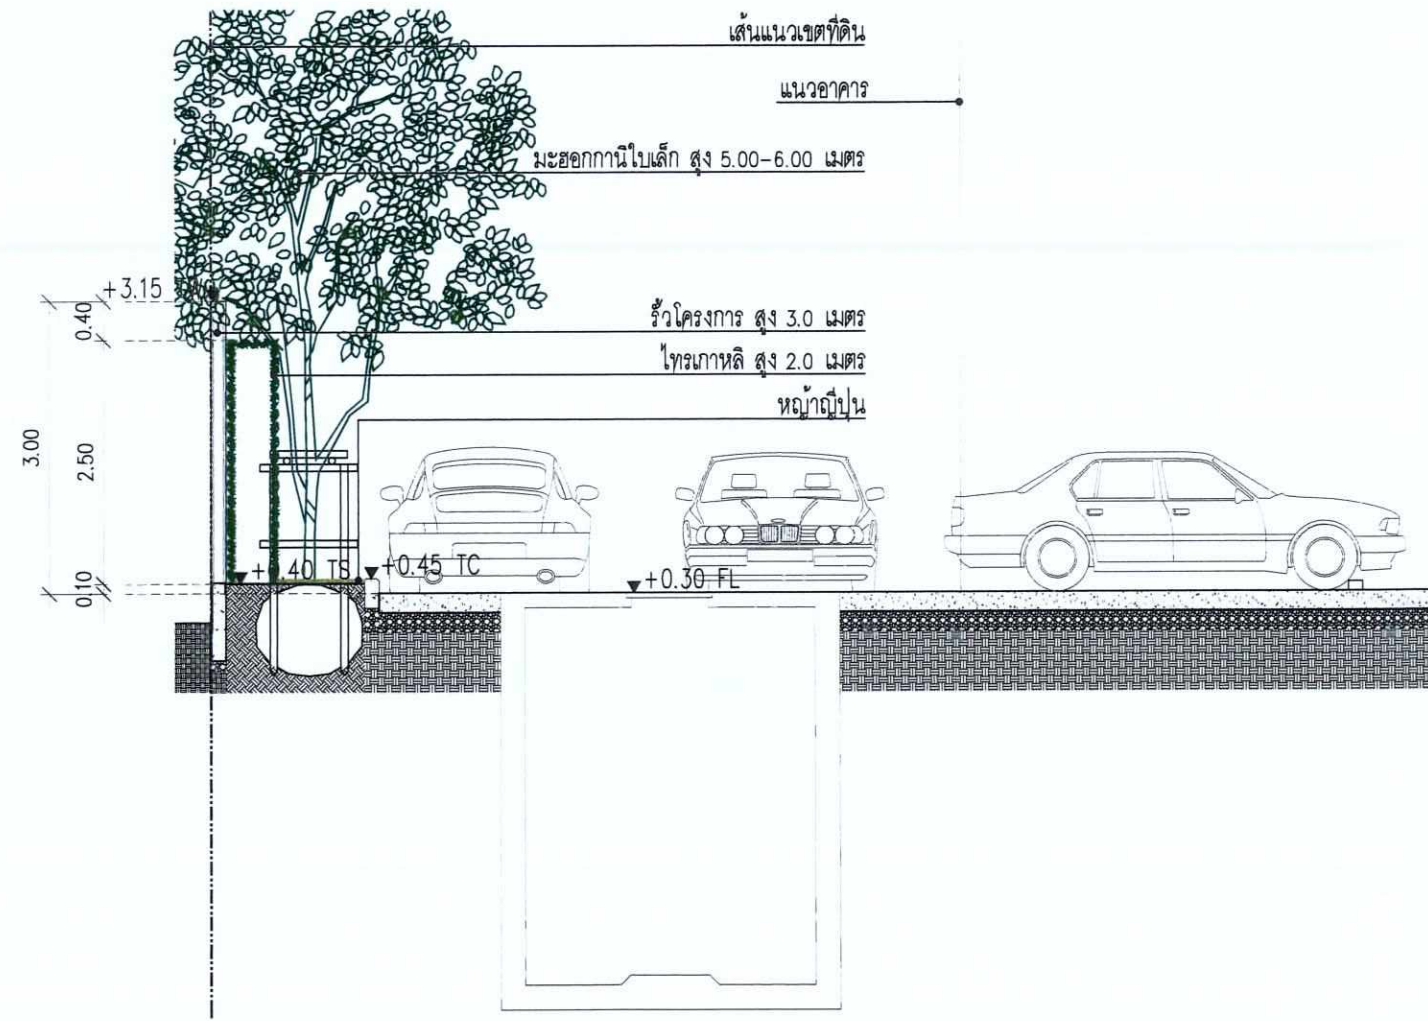 เส้นแนวเขตที่ดิน
แนวอาคาร
มะฮอกกานีใบเล็ก สูง 5.00-6.00 เมตร
+3.15
0.40
รั้วโครงการ สูง 3.0 เมตร
ไทรเกาหลี สูง 2.0 เมตร
หญ้าญี่ปุ่น
3.00
2.50
0.10
40 TS
+0.45 TC
+0.30 FL